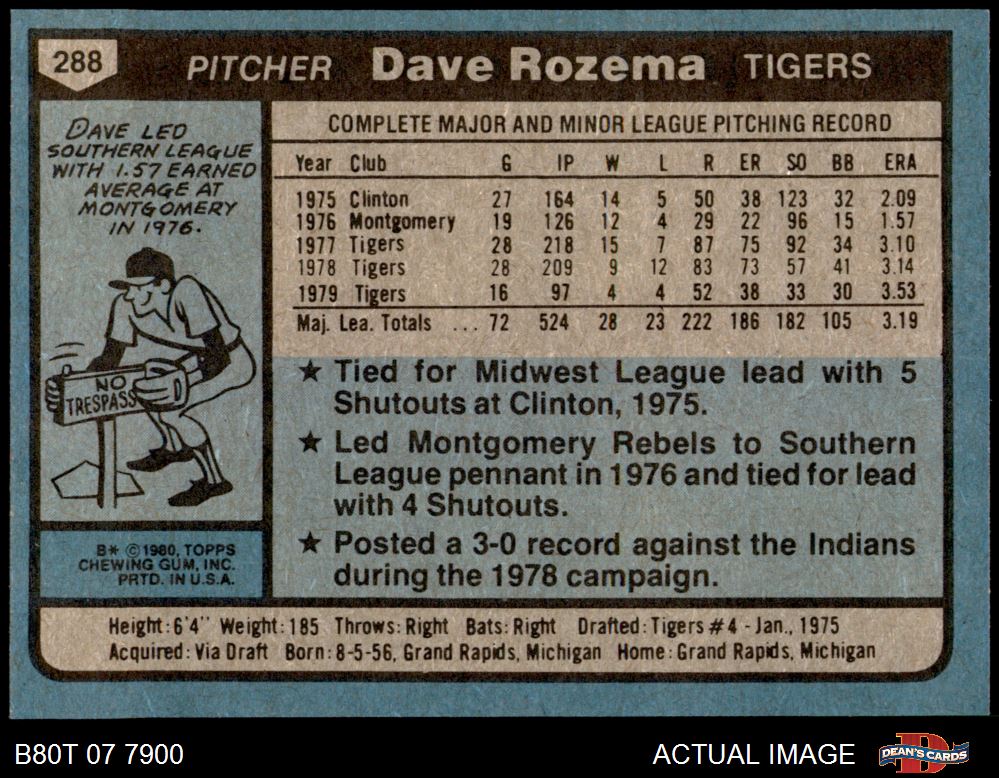 288 PITCHER Dave Rozema TIGERS
DAVE LED
SOUTHERN LEAGUE
WITH 1.57 EARNED
AVERAGE AT
MONTGOMERY
IN 1976.
NO
TRESPASS
B* © 1980, TOPPS
CHEWING GUM, INC.
PRTD. IN U.S.A.
COMPLETE MAJOR AND MINOR LEAGUE PITCHING RECORD
Year Club G IP W L R ER SO BB ERA
1975 Clinton 27 164 14 5 50 38 123 32 2.09
1976 Montgomery 19 126 12 4 29 22 96 15 1.57
1977 Tigers 28 218 15 7 87 75 92 34 3.10
1978 Tigers 28 209 9 12 83 73 57 41 3.14
1979 Tigers 16 97 4 4 52 38 33 30 3.53
Maj. Lea. Totals ... 72 524 28 23 222 186 182 105 3.19
★ Tied for Midwest League lead with 5
Shutouts at Clinton, 1975.
★ Led Montgomery Rebels to Southern
League pennant in 1976 and tied for lead
with 4 Shutouts.
★ Posted a 3-0 record against the Indians
during the 1978 campaign.
Height: 6'4" Weight: 185 Throws: Right Bats: Right Drafted: Tigers #4 - Jan., 1975
Acquired: Via Draft Born: 8-5-56, Grand Rapids, Michigan Home: Grand Rapids, Michigan
B80T 07 7900 ACTUAL IMAGE D DEAN'S CARDS